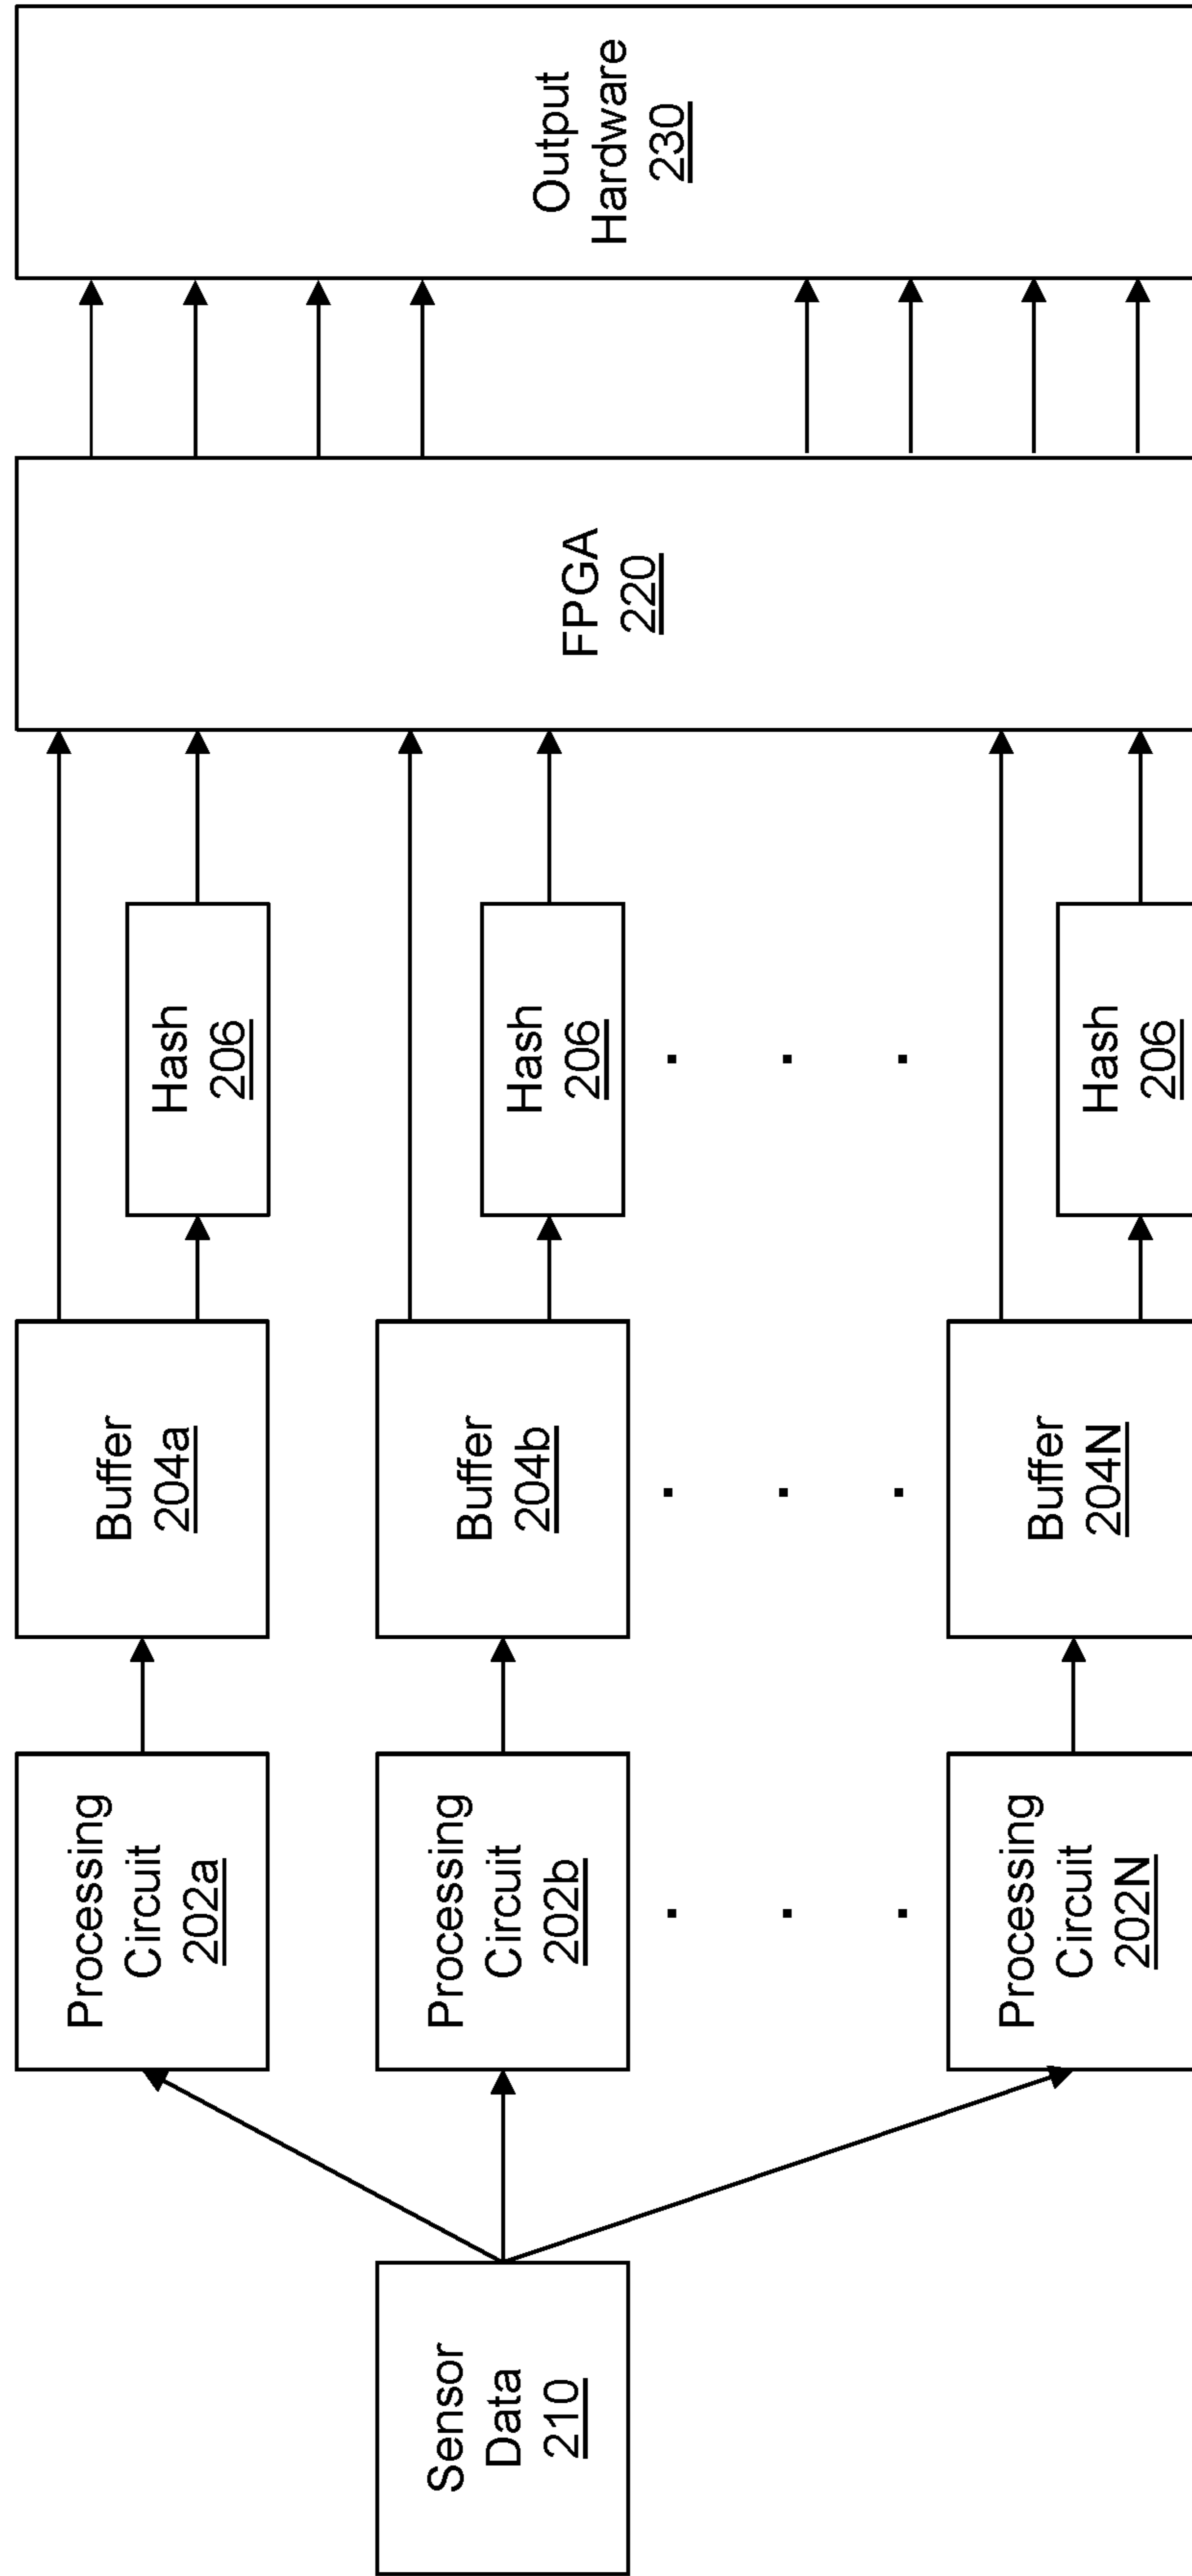 Sensor
Data
210
Processing
Circuit
202a
Processing
Circuit
202b
Processing
Circuit
202N
Buffer
204a
Buffer
204b
Buffer
204N
Hash
206
Hash
206
Hash
206
FPGA
220
Output
Hardware
230